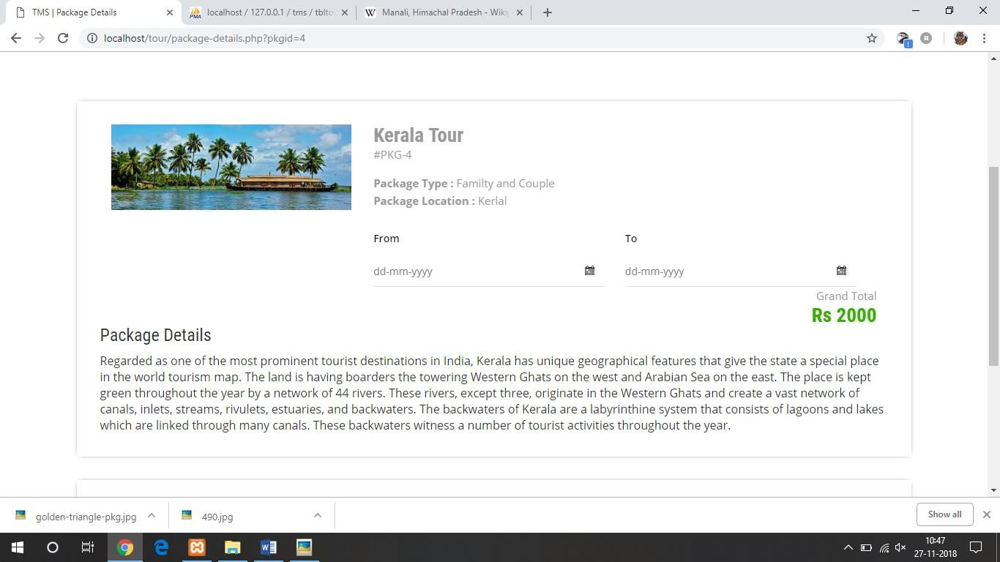 TMS | Package Details
localhost / 127.0.0.1 / tms / tblto
Manali, Himachal Pradesh - Wiki
localhost/tour/package-details.php?pkgid=4
Kerala Tour
#PKG-4
Package Type : Familty and Couple
Package Location : Kerlal
From
To
dd-mm-yyyy
dd-mm-yyyy
Grand Total
Rs 2000
Package Details
Regarded as one of the most prominent tourist destinations in India, Kerala has unique geographical features that give the state a special place
in the world tourism map. The land is having boarders the towering Western Ghats on the west and Arabian Sea on the east. The place is kept
green throughout the year by a network of 44 rivers. These rivers, except three, originate in the Western Ghats and create a vast network of
canals, inlets, streams, rivulets, estuaries, and backwaters. The backwaters of Kerala are a labyrinthine system that consists of lagoons and lakes
which are linked through many canals. These backwaters witness a number of tourist activities throughout the year.
golden-triangle-pkg.jpg
490.jpg
Show all
10:47
27-11-2018